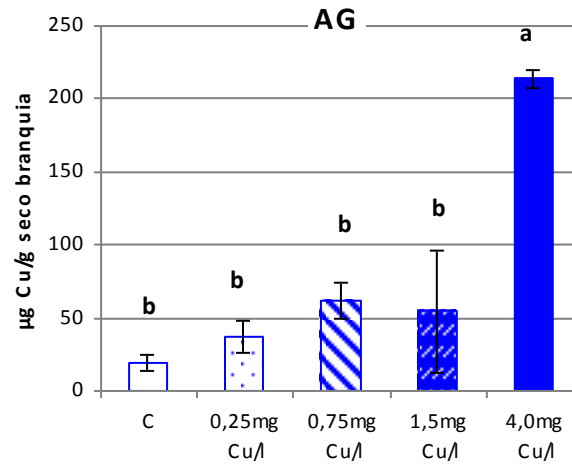 AG
µg Cu/g seco branquia
250
200
150
100
50
0
b
b
b
b
a
C
0,25mg
Cu/l
0,75mg
Cu/l
1,5mg
Cu/l
4,0mg
Cu/l